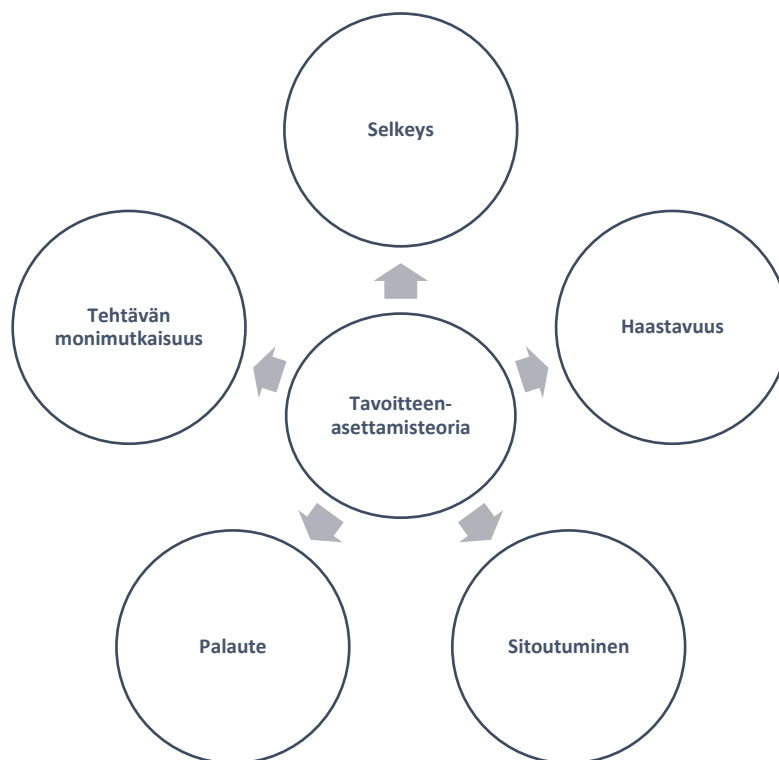 Selkeys
Tehtävän
monimutkaisuus
Haastavuus
Tavoitteen-
asettamisteoria
Palaute
Sitoutuminen